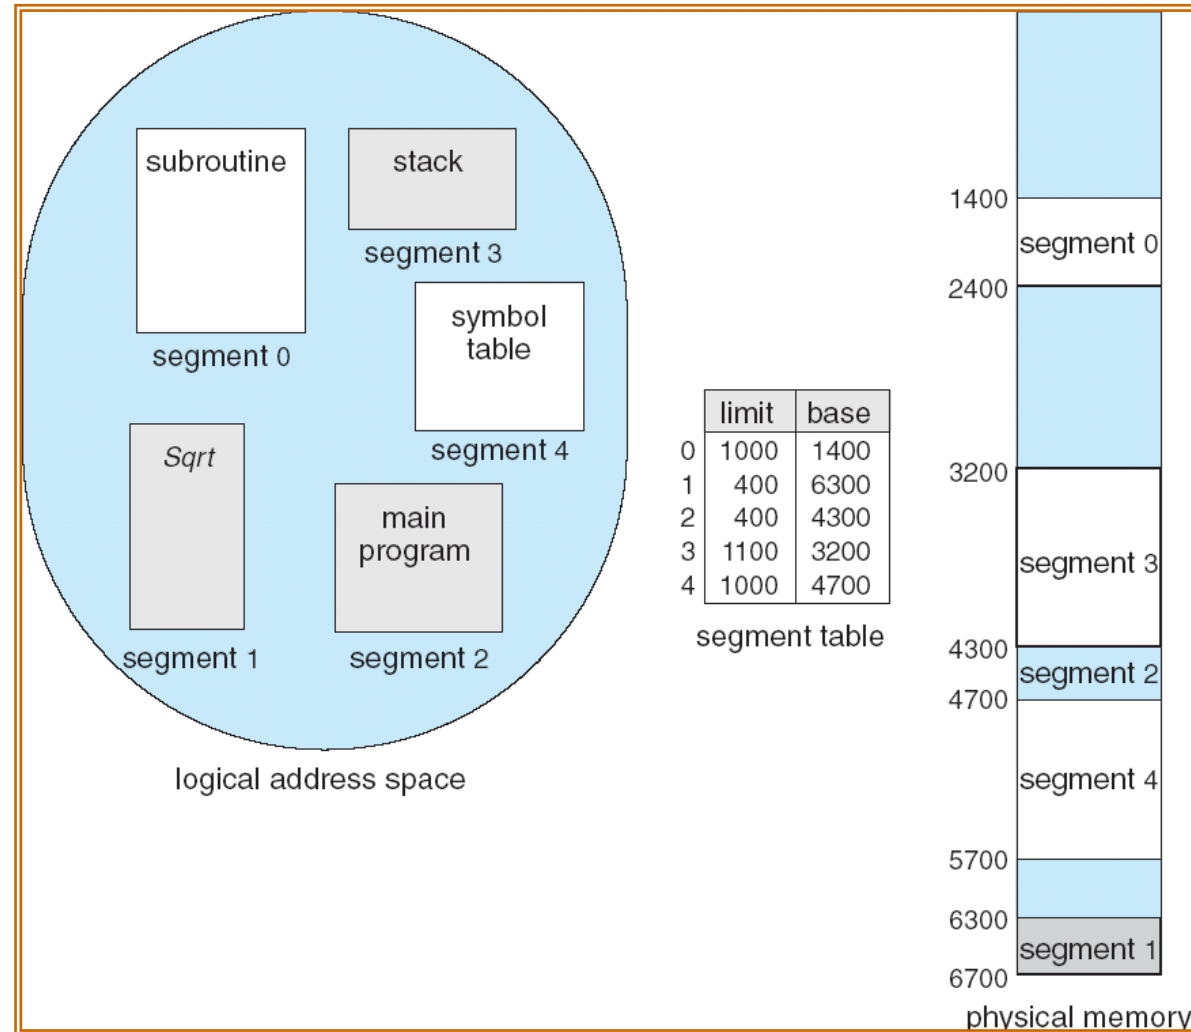 subroutine
segment 0
stack
segment 3
symbol
table
segment 4
Sqrt
segment 1
main
program
segment 2
logical address space
limit base
0 1000 1400
1 400 6300
2 400 4300
3 1100 3200
4 1000 4700
segment table
1400
segment 0
2400
3200
segment 3
4300
segment 2
4700
segment 4
5700
6300
segment 1
6700
physical memory